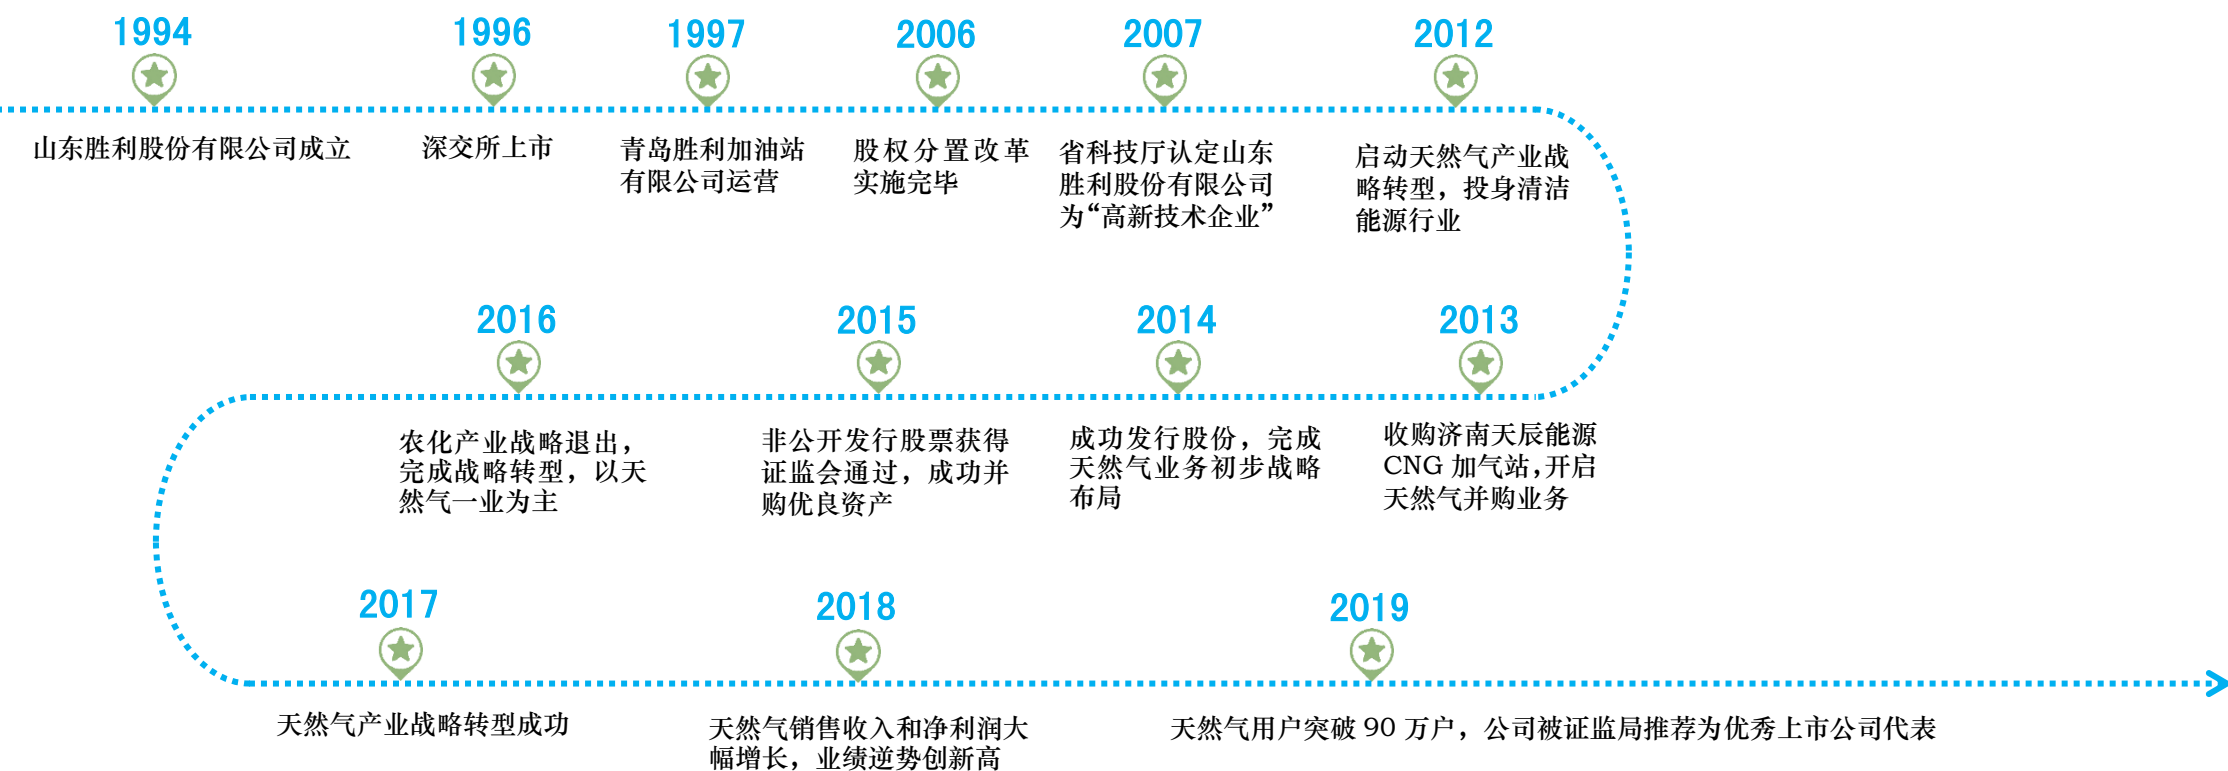 1994
1996
1997
2006
2007
2012
山东胜利股份有限公司成立
深交所上市
青岛胜利加油站
有限公司运营
股权分置改革
实施完毕
省科技厅认定山东
胜利股份有限公司
为“高新技术企业”
启动天然气产业战
略转型，投身清洁
能源行业
2016
2015
2014
2013
农化产业战略退出，
完成战略转型，以天
然气一业为主
非公开发行股票获得
证监会通过，成功并
购优良资产
成功发行股份，完成
天然气业务初步战略
布局
收购济南天辰能源
CNG 加气站,开启
天然气并购业务
2017
2018
2019
天然气产业战略转型成功
天然气销售收入和净利润大
幅增长，业绩逆势创新高
天然气用户突破 90 万户，公司被证监局推荐为优秀上市公司代表